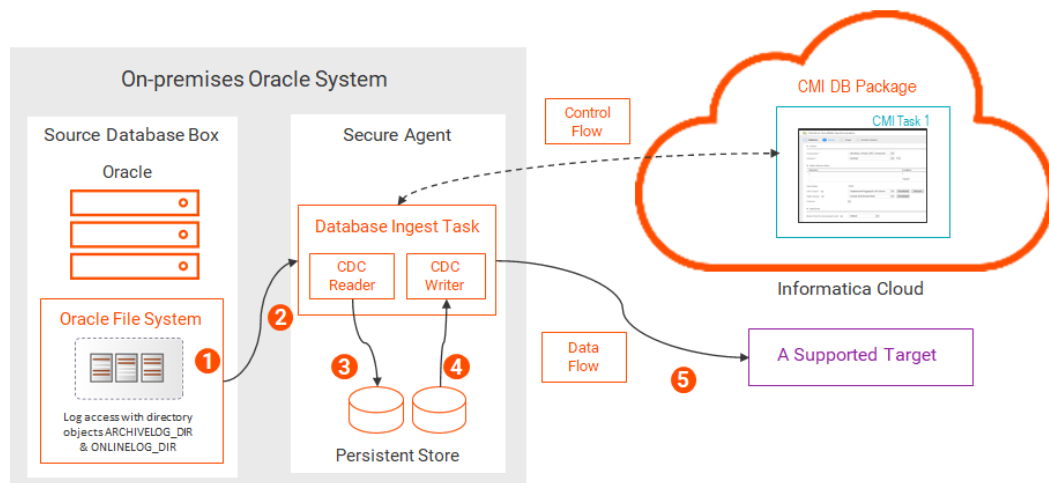 On-premises Oracle System
Source Database Box
Oracle
Oracle File System
1
Log access with directory
objects ARCHIVELOG_DIR
& ONLINELOG_DIR
2
Secure Agent
Database Ingest Task
CDC
Reader
CDC
Writer
3
4
Persistent Store
Control
Flow
Data
Flow
5
CMI DB Package
CMI Task 1
Informatica Cloud
A Supported Target